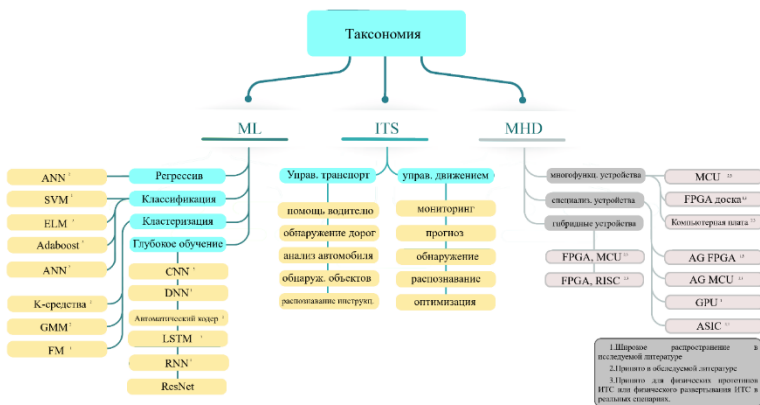 Таксономия
ML
ITS
MHD
ANN
SVM
ELM
Adaboost
ANN
K-средства
GMM
FM
Регрессив
Классификация
Кластеризация
Глубокое обучение
CNN
DNN
Автоматический кодер
LSTM
RNN
ResNet
Управ. транспорт
помощь водителю
обнаружение дорог
анализ автомобиля
обнаруж. объектов
распознавание инструкц.
управ. движением
мониторинг
прогноз
обнаружение
распознавание
оптимизация
многофункц. устройства
специализ. устройства
гибридные устройства
FPGA, MCU
FPGA, RISC
MCU
FPGA доска
Компьютерная плата
AG FPGA
AG MCU
GPU
ASIC
1.Широкое распространение в
исследуемой литературе
2.Принято в обследуемой литературе
3.Принято для физических прототипов
ИТС или физического развертывания ИТС в
реальных сценариях.